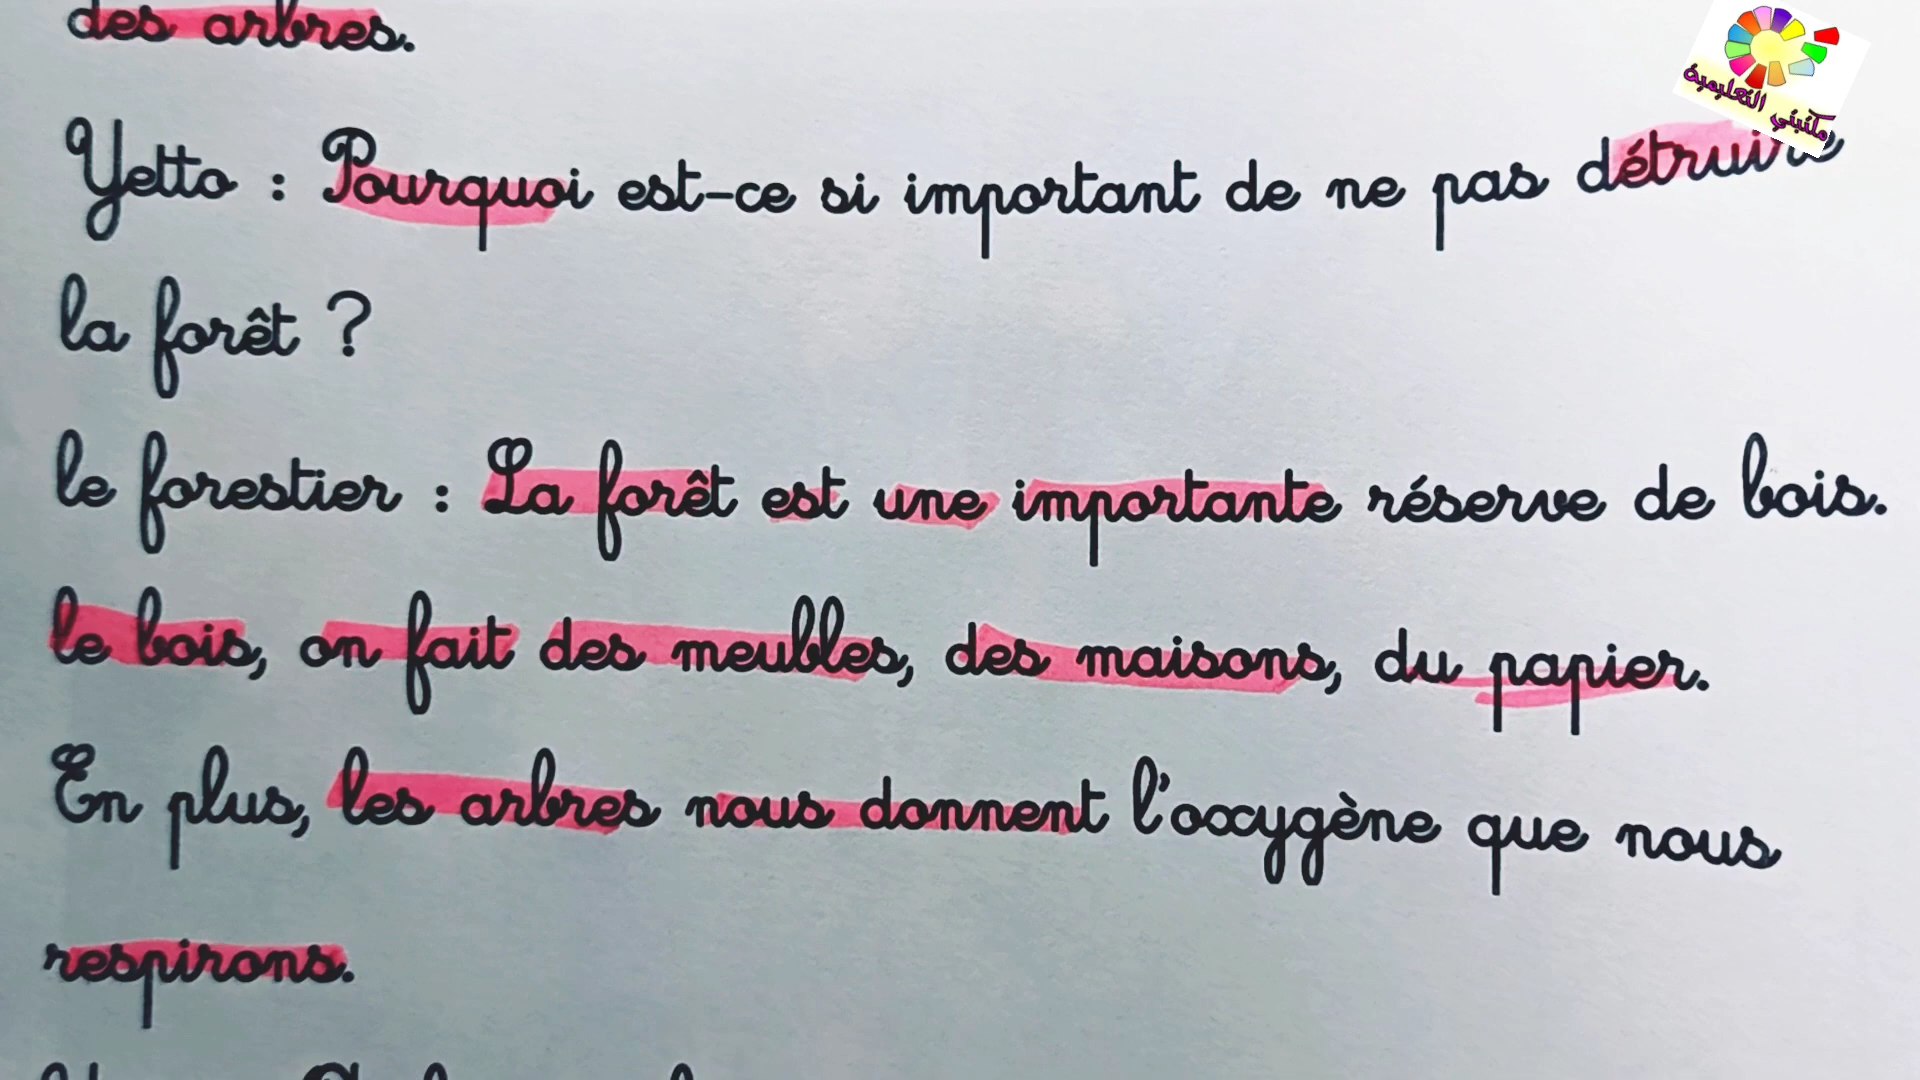 des arbres.
مكتبتي التعليمية
Yetto : Pourquoi est-ce si important de ne pas détruire
la forêt ?
le forestier : La forêt est une importante réserve de bois.
le bois, on fait des meubles, des maisons, du papier.
En plus, les arbres nous donnent l'oxygène que nous
respirons.